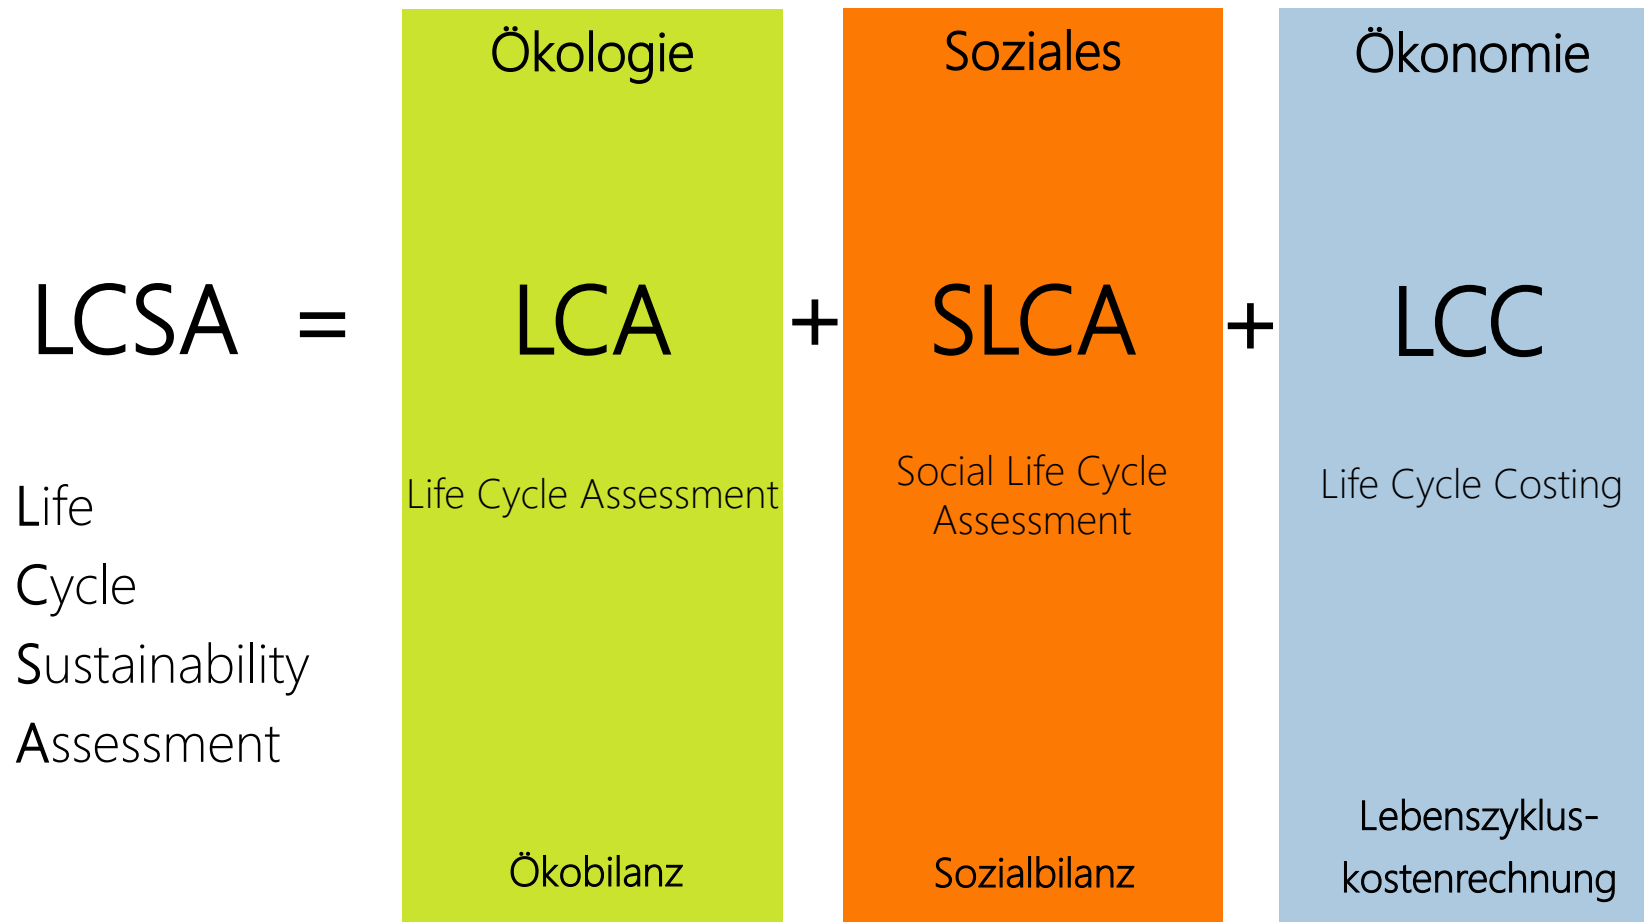 Ökologie
Soziales
Ökonomie
LCSA = LCA + SLCA + LCC
Life
Cycle
Sustainability
Assessment
Life Cycle Assessment
Social Life Cycle
Assessment
Life Cycle Costing
Ökobilanz
Sozialbilanz
Lebenszyklus-
kostenrechnung